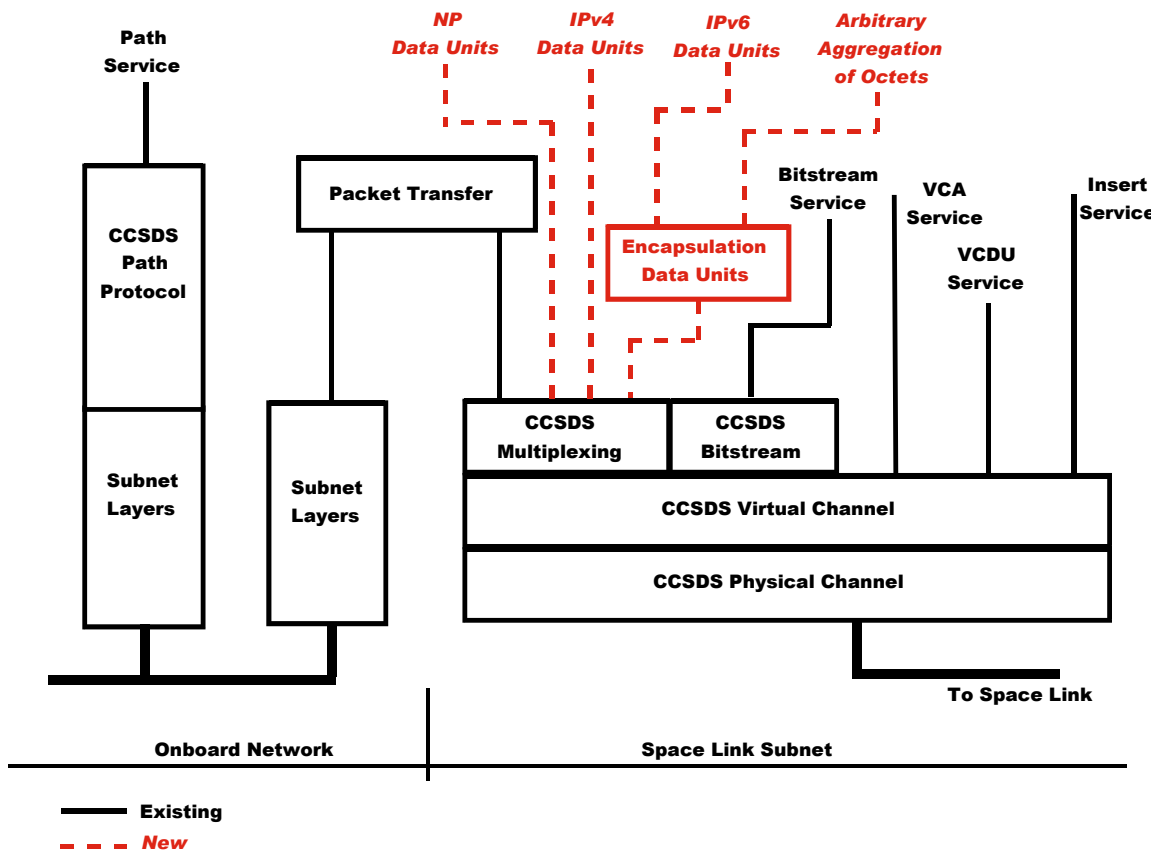 Path
Service
NP
Data Units
IPv4
Data Units
IPv6
Data Units
Arbitrary
Aggregation
of Octets
Packet Transfer
Bitstream
Service
VCA
Service
Insert
Service
VCDU
Service
CCSDS
Path
Protocol
Encapsulation
Data Units
CCSDS
Multiplexing
CCSDS
Bitstream
Subnet
Layers
Subnet
Layers
CCSDS Virtual Channel
CCSDS Physical Channel
To Space Link
Onboard Network
Space Link Subnet
Existing
New